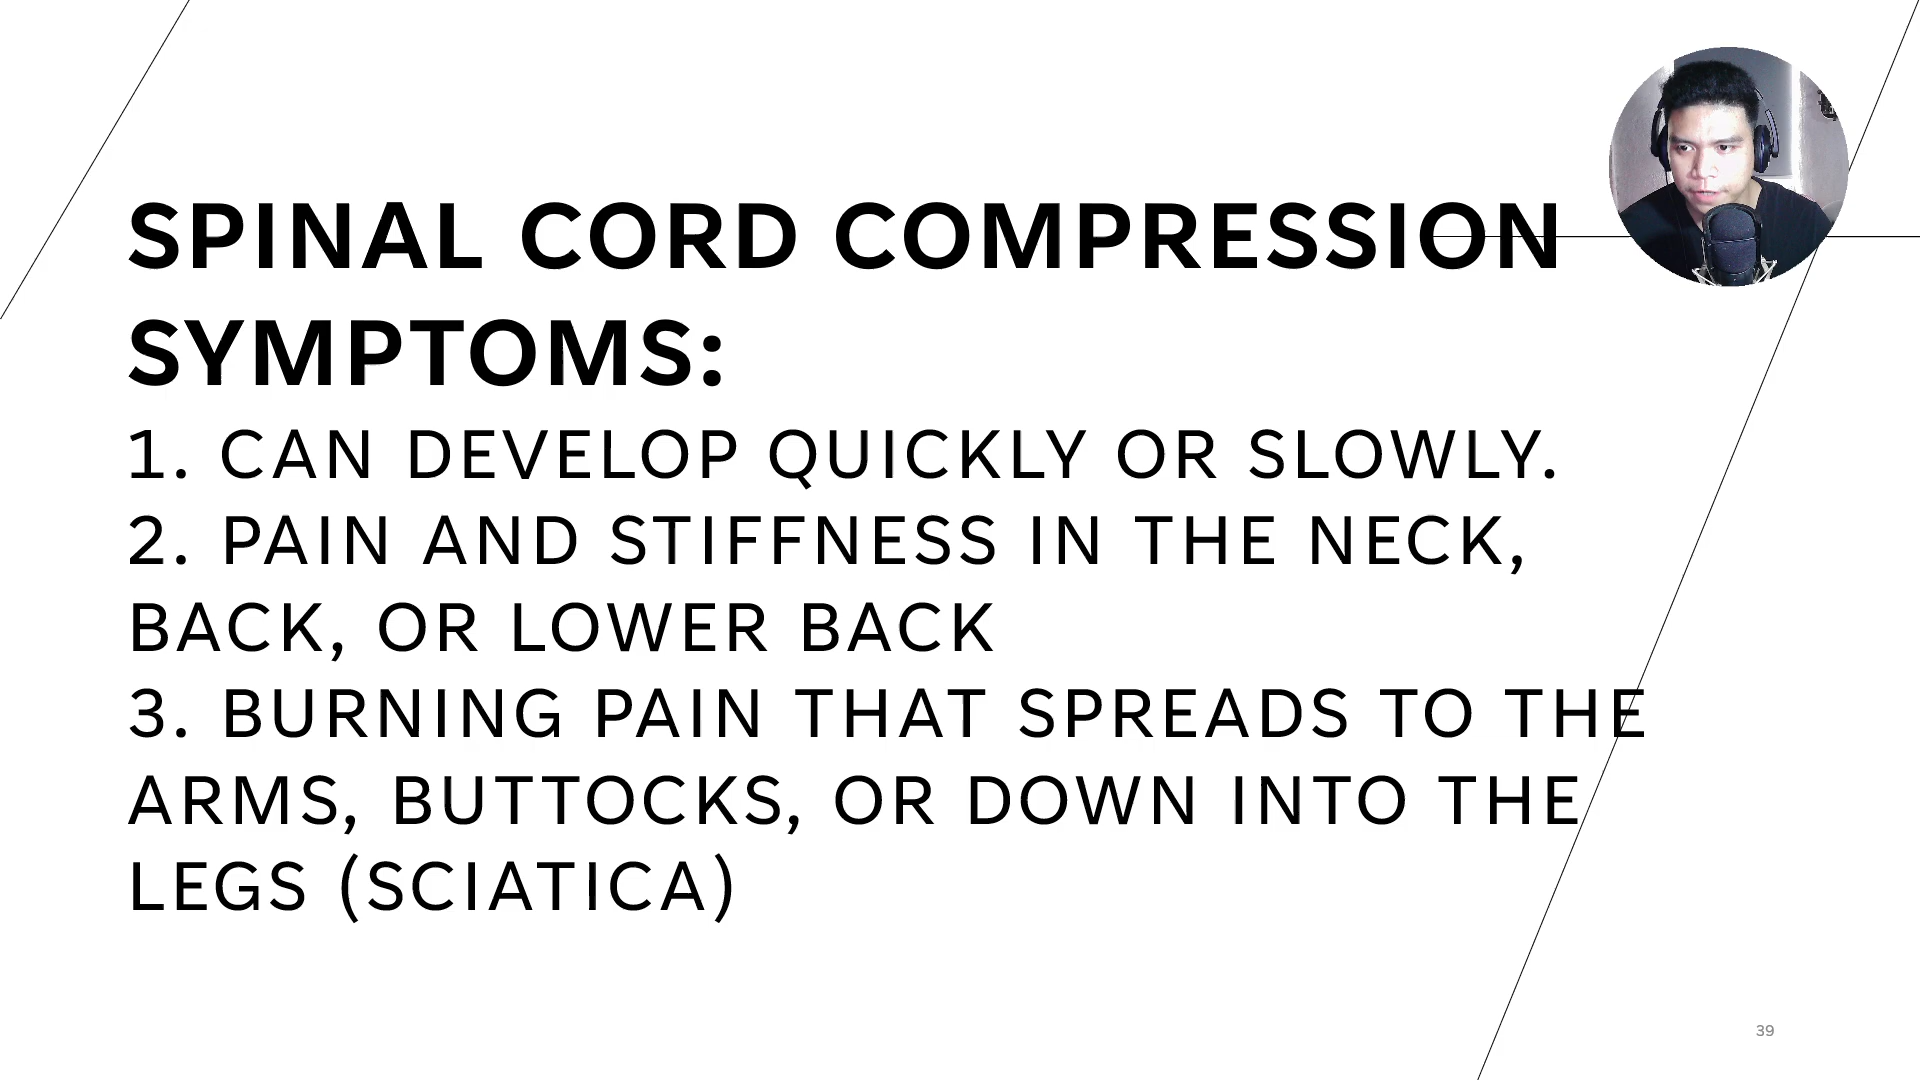 SPINAL CORD COMPRESSION
SYMPTOMS:
1. CAN DEVELOP QUICKLY OR SLOWLY.
2. PAIN AND STIFFNESS IN THE NECK,
BACK, OR LOWER BACK
3. BURNING PAIN THAT SPREADS TO THE
ARMS, BUTTOCKS, OR DOWN INTO THE
LEGS (SCIATICA)
39